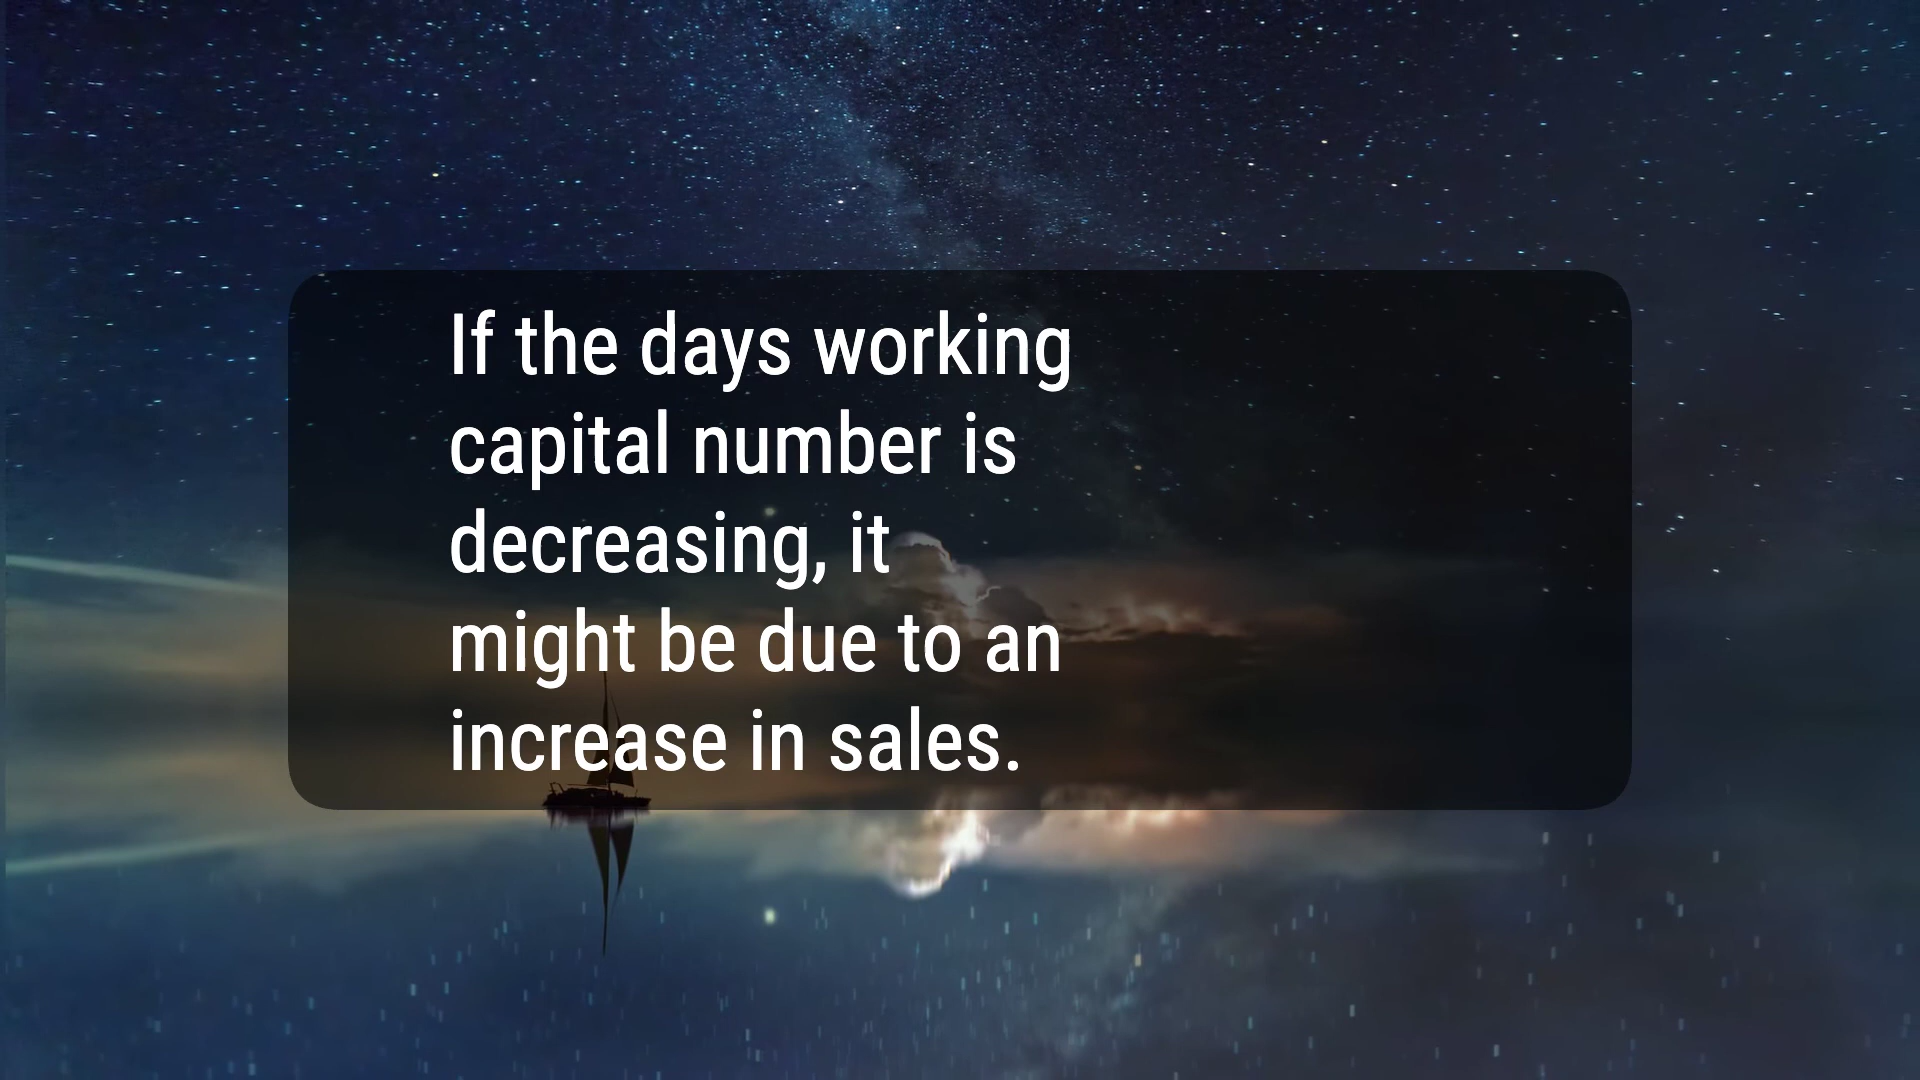 If the days working
capital number is
decreasing, it
might be due to an
increase in sales.